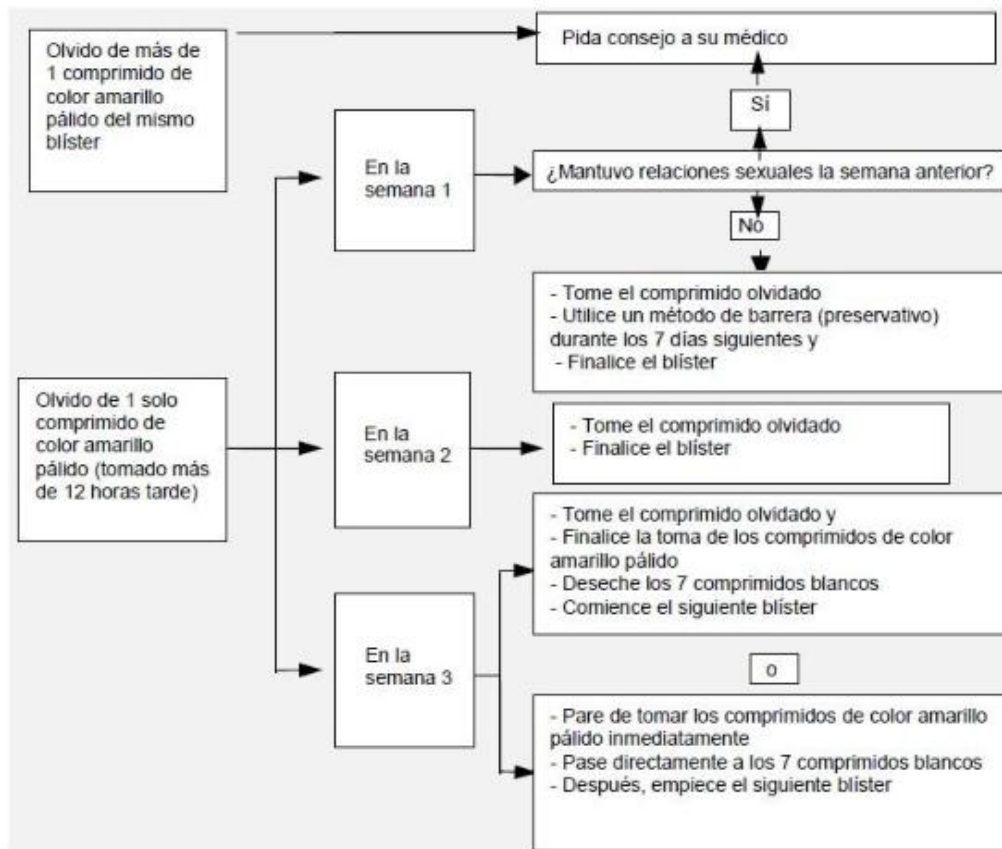 Olvido de más de
1 comprimido de
color amarillo
pálido del mismo
blíster
Pida consejo a su médico
Sí
En la
semana 1
¿Mantuvo relaciones sexuales la semana anterior?
No
- Tome el comprimido olvidado
- Utilice un método de barrera (preservativo)
durante los 7 días siguientes y
- Finalice el blíster
Olvido de 1 solo
comprimido de
color amarillo
pálido (tomado más
de 12 horas tarde)
En la
semana 2
- Tome el comprimido olvidado
- Finalice el blíster
- Tome el comprimido olvidado y
- Finalice la toma de los comprimidos de color
amarillo pálido
- Deseche los 7 comprimidos blancos
- Comience el siguiente blíster
En la
semana 3
o
- Pare de tomar los comprimidos de color amarillo
pálido inmediatamente
- Pase directamente a los 7 comprimidos blancos
- Después, empiece el siguiente blíster